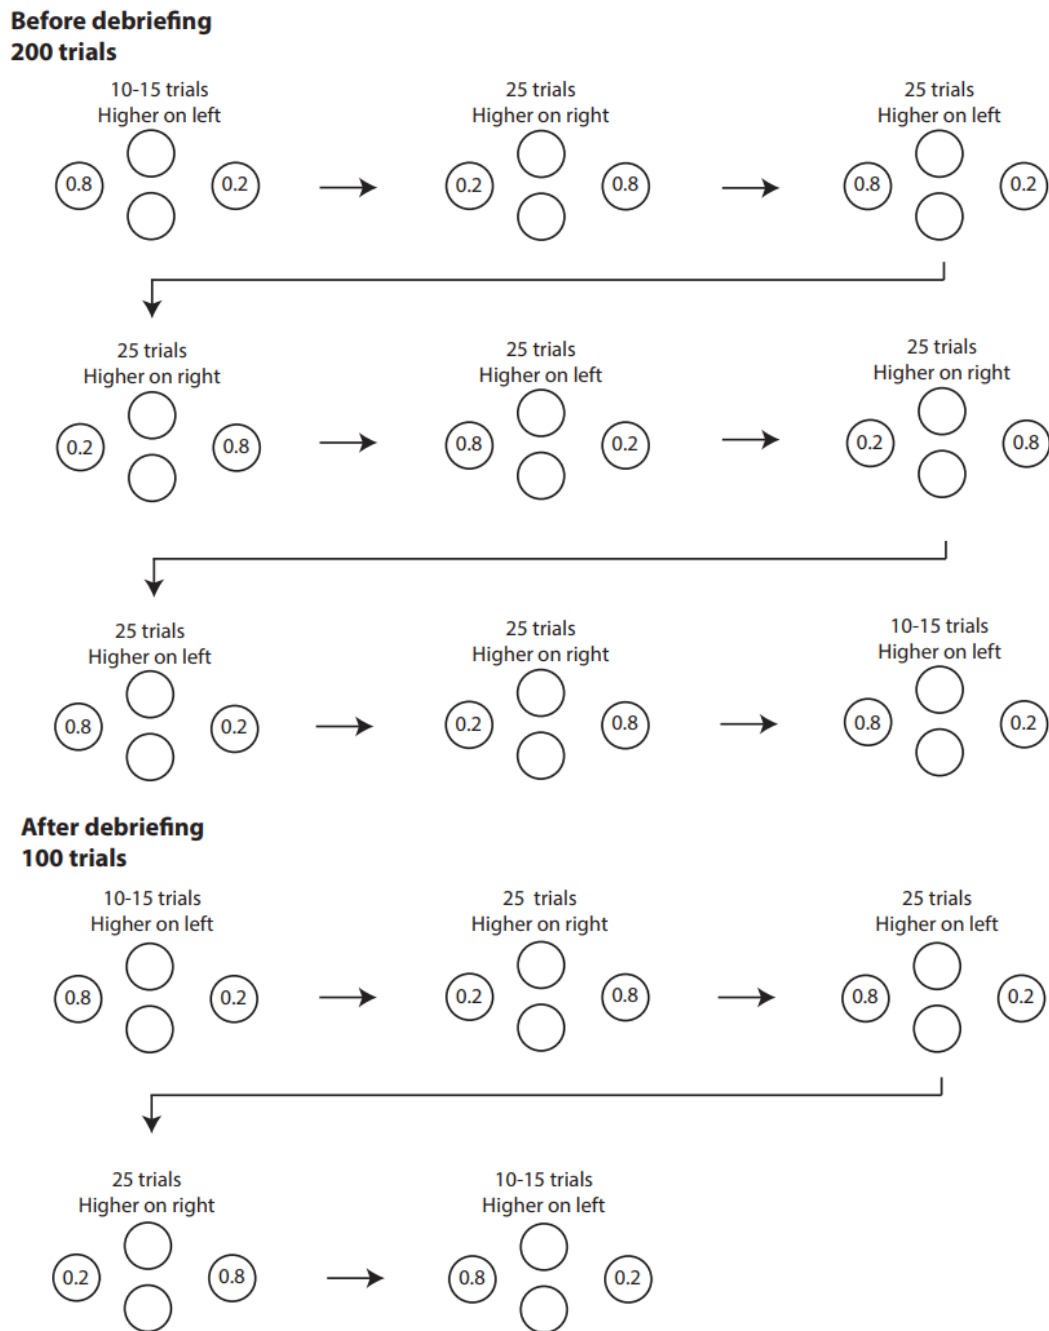 Before debriefing
200 trials
10-15 trials
Higher on left
0.8
0.2
25 trials
Higher on right
0.2
0.8
25 trials
Higher on left
0.8
0.2
25 trials
Higher on right
0.2
0.8
25 trials
Higher on left
0.8
0.2
25 trials
Higher on right
0.2
0.8
25 trials
Higher on left
0.8
0.2
25 trials
Higher on right
0.2
0.8
10-15 trials
Higher on left
0.8
0.2
After debriefing
100 trials
10-15 trials
Higher on left
0.8
0.2
25 trials
Higher on right
0.2
0.8
25 trials
Higher on left
0.8
0.2
25 trials
Higher on right
0.2
0.8
10-15 trials
Higher on left
0.8
0.2